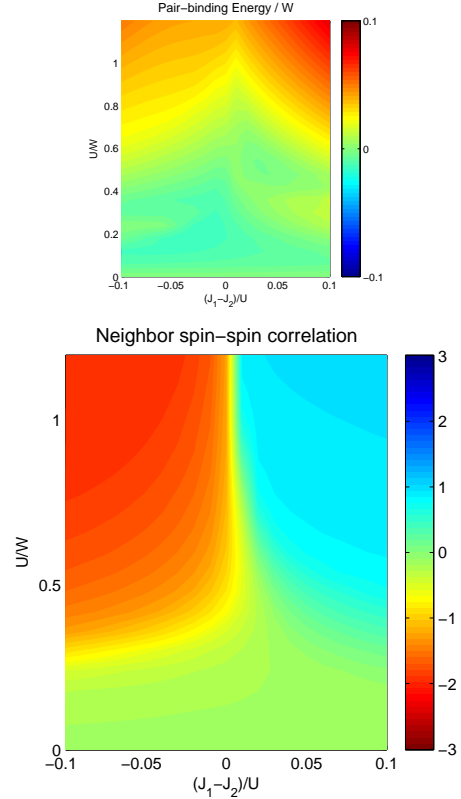 Pair−binding Energy / W
0.1
1
0.8
0.6
0
0.4
0.2
0
−0.1
−0.1 −0.05 0 0.05 0.1
U/W
(J1−J2)/U
Neighbor spin−spin correlation
3
2
1
1
0
0.5
−1
−2
0
−3
−0.1 −0.05 0 0.05 0.1
U/W
(J1−J2)/U